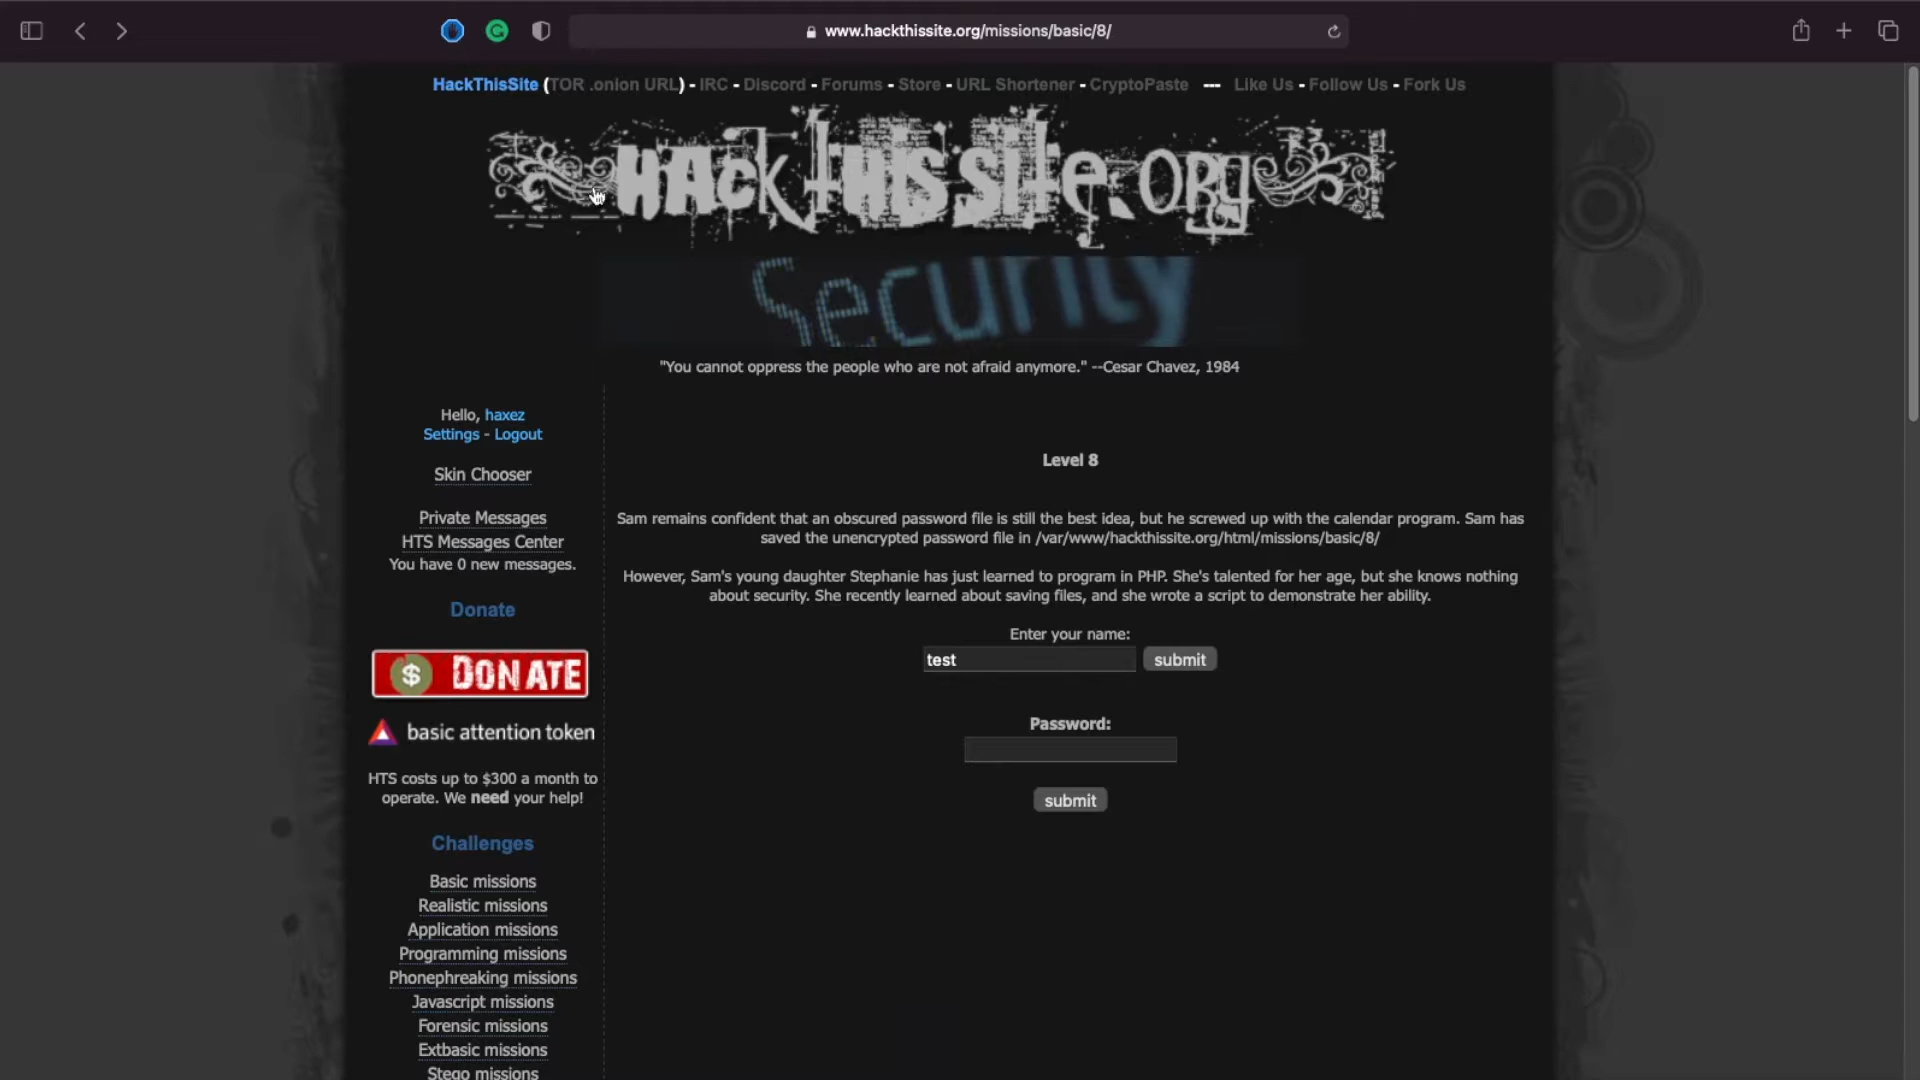 www.hackthissite.org/missions/basic/8/
HackThisSite (TOR .onion URL) - IRC - Discord - Forums - Store - URL Shortener - CryptoPaste --- Like Us - Follow Us - Fork Us
HackThisSite.org
Security
"You cannot oppress the people who are not afraid anymore." --Cesar Chavez, 1984
Hello, haxez
Settings - Logout
Skin Chooser
Private Messages
HTS Messages Center
You have 0 new messages.
Donate
$ DONATE
basic attention token
HTS costs up to $300 a month to
operate. We need your help!
Challenges
Basic missions
Realistic missions
Application missions
Programming missions
Phonephreaking missions
Javascript missions
Forensic missions
Extbasic missions
Stego missions
Level 8
Sam remains confident that an obscured password file is still the best idea, but he screwed up with the calendar program. Sam has
saved the unencrypted password file in /var/www/hackthissite.org/html/missions/basic/8/
However, Sam's young daughter Stephanie has just learned to program in PHP. She's talented for her age, but she knows nothing
about security. She recently learned about saving files, and she wrote a script to demonstrate her ability.
Enter your name:
test submit
Password:
submit